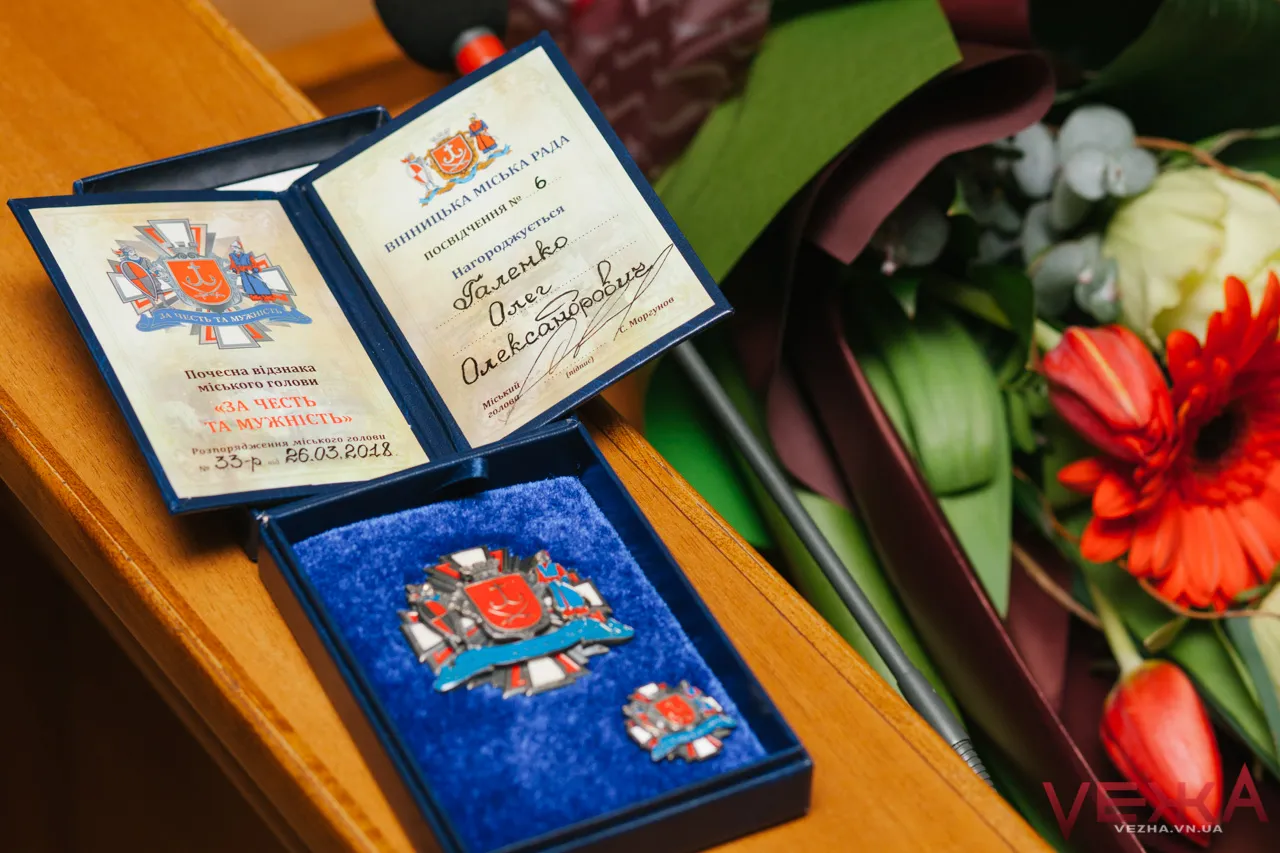 ЗА ЧЕСТЬ ТА МУЖНІСТЬ
Почесна відзнака
міського голови
«ЗА ЧЕСТЬ
ТА МУЖНІСТЬ»
Розпорядження міського голови
№ 33-р від 26.03.2018
ВІННИЦЬКА МІСЬКА РАДА
ПОСВІДЧЕННЯ № 6
Нагороджується
Галенко
Олег
Олександрович
Міський
голова
(підпис)
С. Моргунов
VEЖA
VEZHA.VN.UA